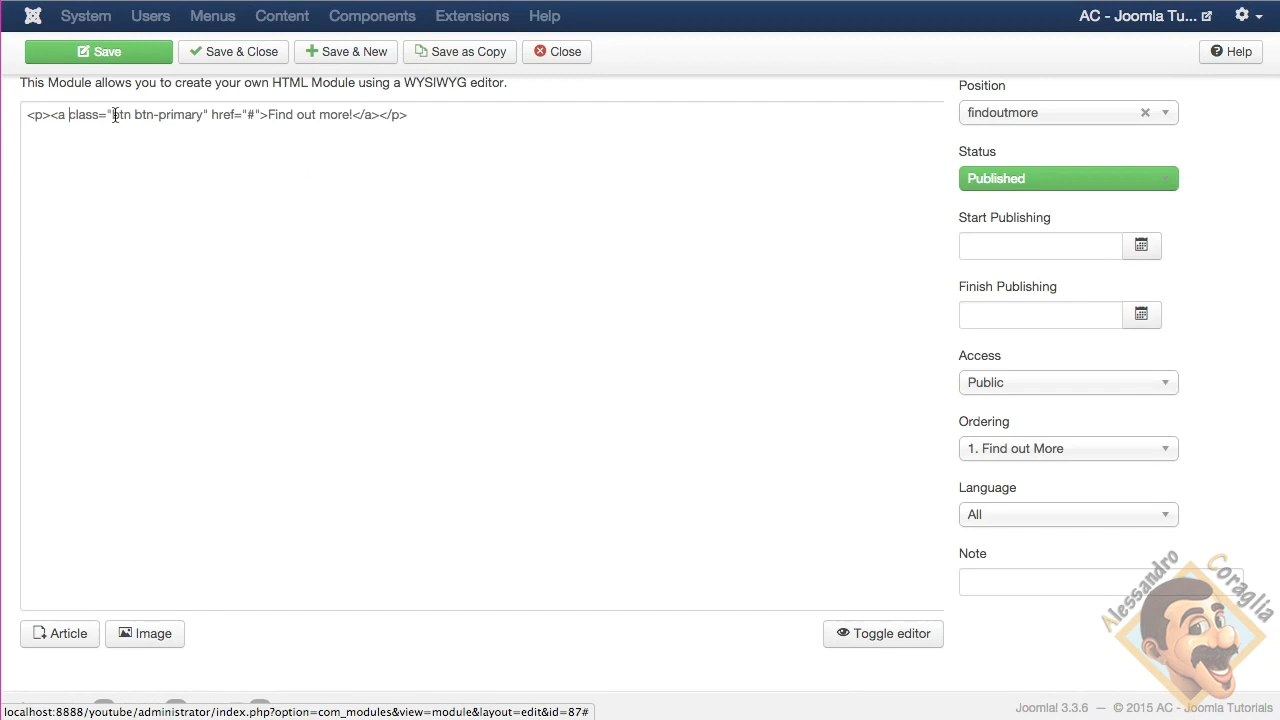 System Users Menus Content Components Extensions Help AC - Joomla Tu...
Save Save & Close Save & New Save as Copy Close Help
This Module allows you to create your own HTML Module using a WYSIWYG editor.
<p><a class="btn btn-primary" href="#">Find out more!</a></p>
Position
findoutmore
Status
Published
Start Publishing
Finish Publishing
Access
Public
Ordering
1. Find out More
Language
All
Note
Article Image Toggle editor
Alessandro Coraglia
localhost:8888/youtube/administrator/index.php?option=com_modules&view=module&layout=edit&id=87#
Joomla! 3.3.6 — © 2015 AC - Joomla Tutorials